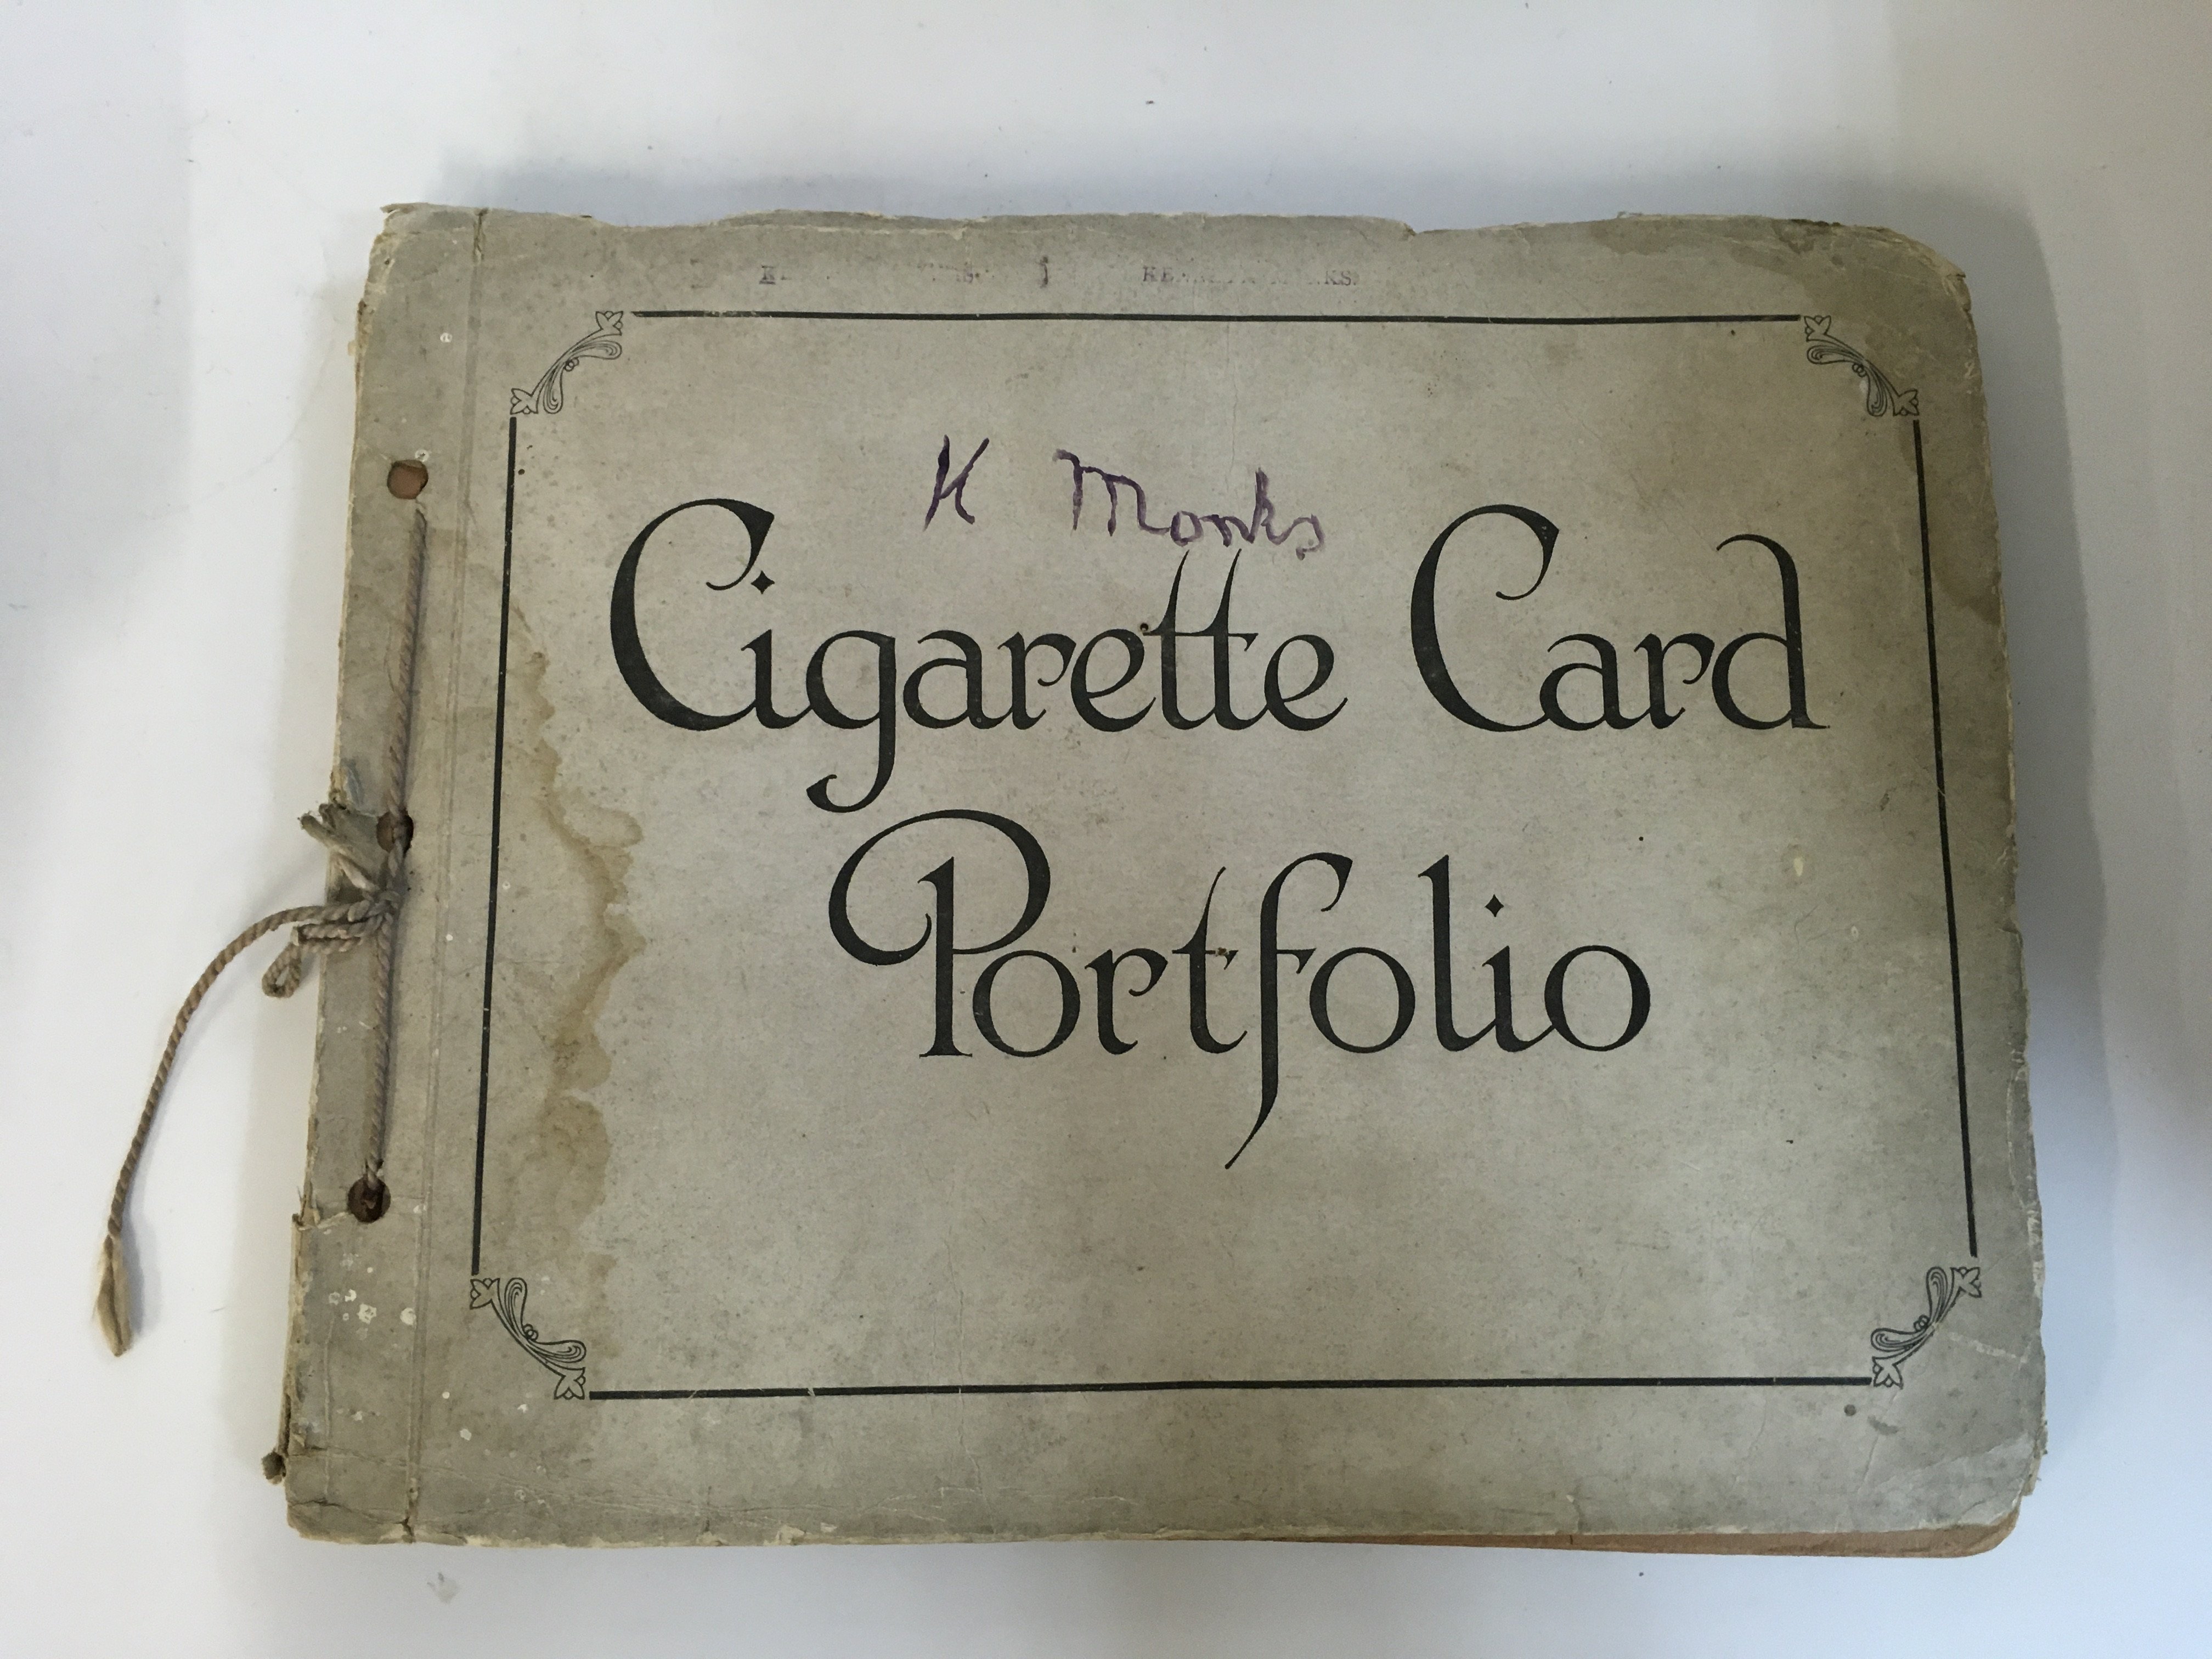 K Monks
Cigarette Card
Portfolio